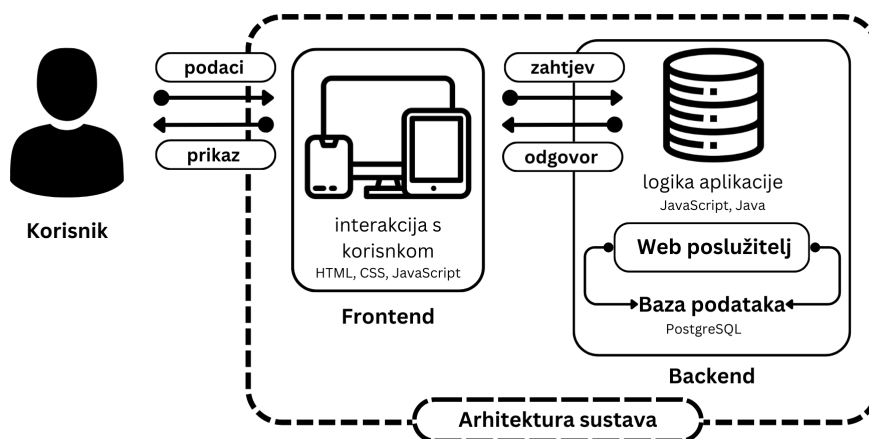 podaci
prikaz
Korisnik
interakcija s
korisnkom
HTML, CSS, JavaScript
Frontend
zahtjev
odgovor
logika aplikacije
JavaScript, Java
Web poslužitelj
Baza podataka
PostgreSQL
Backend
Arhitektura sustava